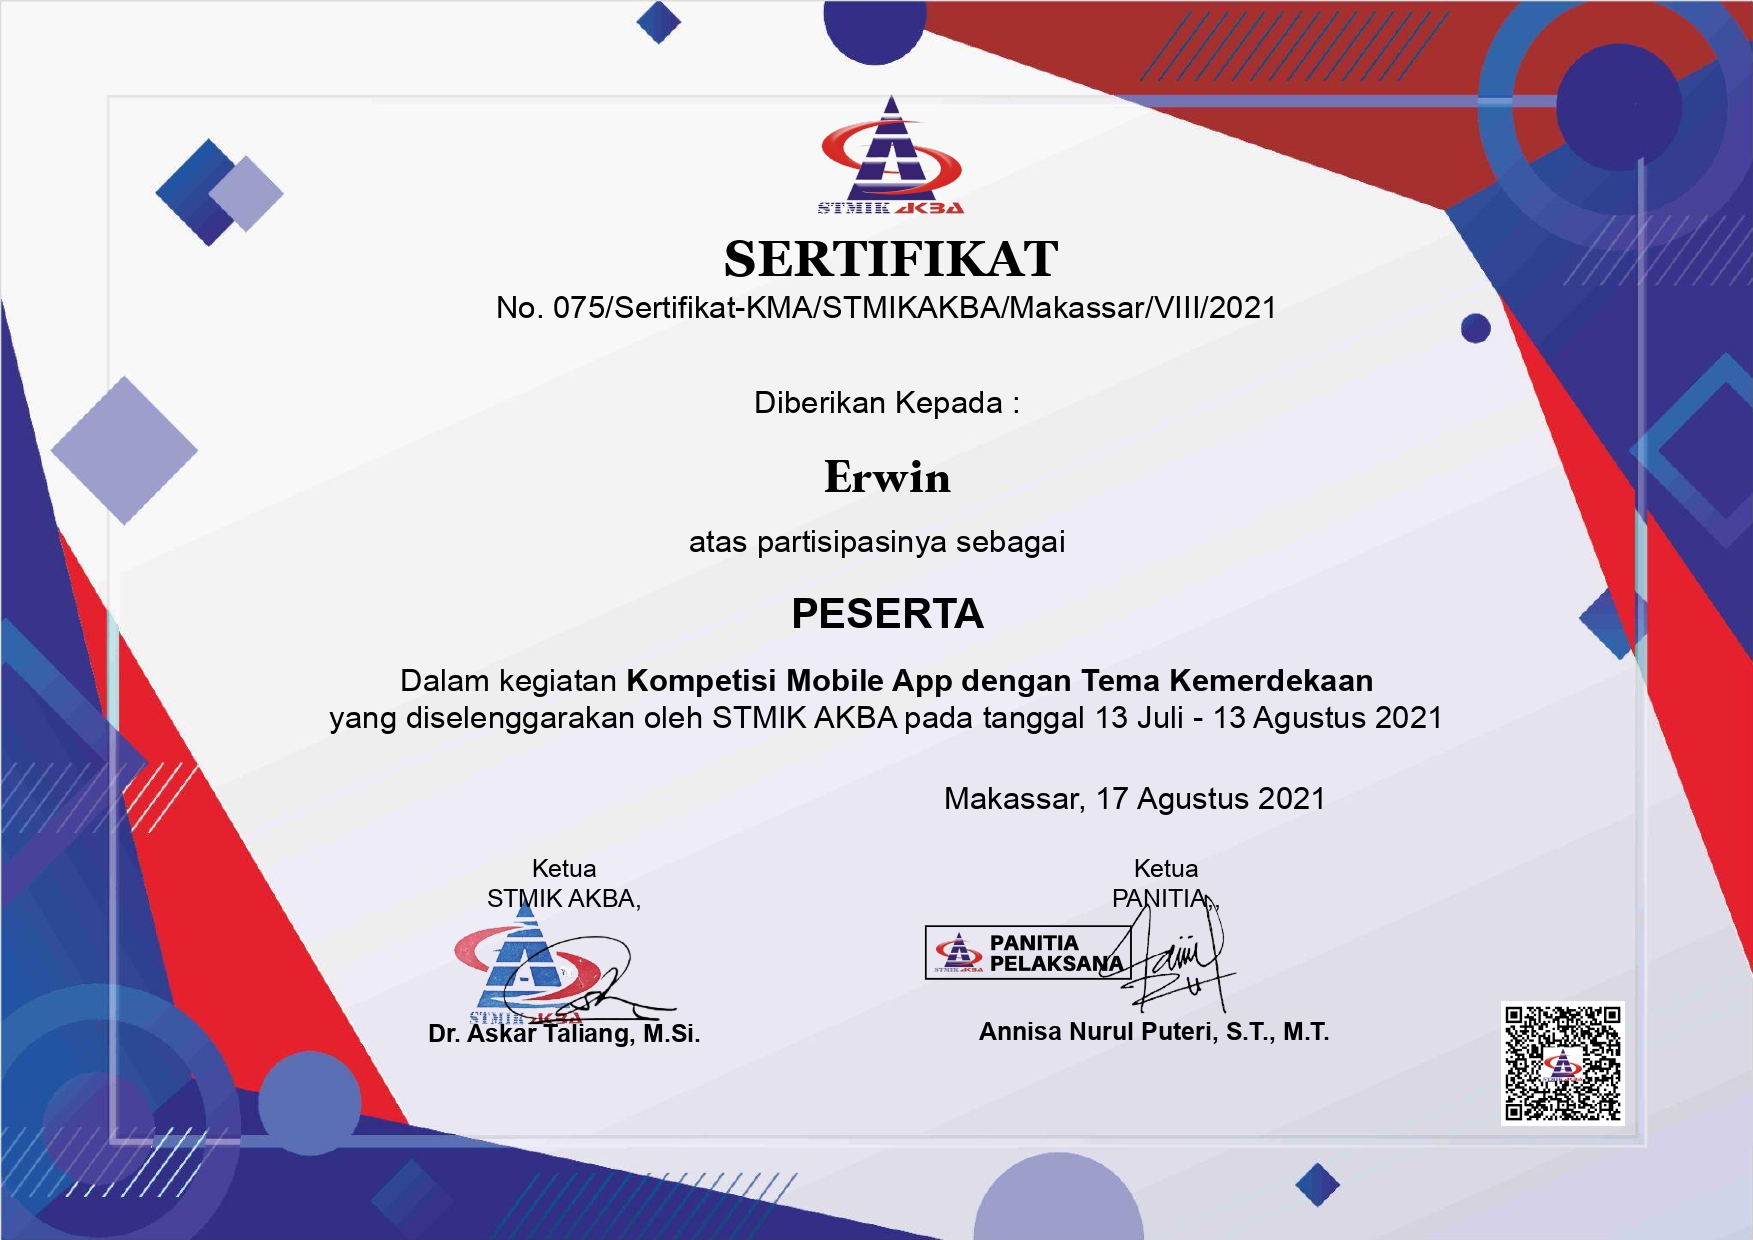 STMIK AKBA
SERTIFIKAT
No. 075/Sertifikat-KMA/STMIKAKBA/Makassar/VIII/2021
Diberikan Kepada :
Erwin
atas partisipasinya sebagai
PESERTA
Dalam kegiatan Kompetisi Mobile App dengan Tema Kemerdekaan
yang diselenggarakan oleh STMIK AKBA pada tanggal 13 Juli - 13 Agustus 2021
Makassar, 17 Agustus 2021
Ketua
STMIK AKBA,
STMIK AKBA
Dr. Askar Taliang, M.Si.
Ketua
PANITIA,,
STMIK AKBA
PANITIA
PELAKSANA
Annisa Nurul Puteri, S.T., M.T.
STMIK AKBA